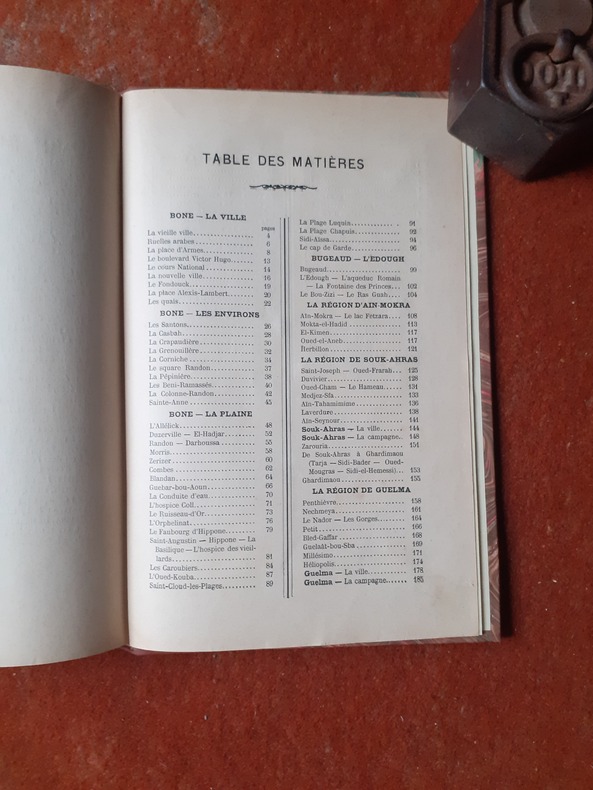 TABLE DES MATIÈRES
BONE — LA VILLE
pages
La vieille ville 4
Ruelles arabes 6
La place d'Armes 8
Le boulevard Victor Hugo 13
Le cours National 14
La nouvelle ville 16
Le Fondouck 19
La place Alexis-Lambert 20
Les quais 22
BONE — LES ENVIRONS
Les Santons 26
La Casbah 28
La Crapaudière 30
La Grenouillère 32
La Corniche 34
Le square Randon 37
La Pépinière 38
Les Beni-Ramassés 40
La Colonne-Randon 42
Sainte-Anne 45
BONE — LA PLAINE
L'Allélick 48
Duzerville — El-Hadjar 52
Randon — Darhoussa 55
Morris 58
Zerizer 60
Combes 62
Blandan 64
Guebar-bou-Aoun 66
La Conduite d'eau 70
L'hospice Coll 71
Le Ruisseau-d'Or 73
L'Orphelinat 76
Le Faubourg d'Hippone 79
Saint-Augustin — Hippone — La
Basilique — L'hospice des vieil-
lards 81
Les Caroubiers 84
L'Oued-Kouba 87
Saint-Cloud-les-Plages 89
La Plage Luquin 91
La Plage Chapuis 92
Sidi-Aïssa 94
Le cap de Garde 96
BUGEAUD — L'ÉDOUGH
Bugeaud 99
L'Édough — L'aqueduc Romain
— La Fontaine des Princes 102
Le Bou-Zizi — Le Ras Gush 104
LA RÉGION D'AIN-MOKRA
Aïn-Mokra — Le lac Fetzara 108
Mokta-el-Hadid 113
El-Kimen 117
Oued-el-Aneb 117
Herbillon 121
LA RÉGION DE SOUK-AHRAS
Saint-Joseph — Oued-Frarah 125
Duvivier 128
Oued-Cham — Le Hameau 131
Medjez-Sfa 133
Aïn-Tahamimime 136
Laverdure 138
Aïn-Seynour 141
Souk-Ahras — La ville 144
Souk-Ahras — La campagne 148
Zarouria 151
De Souk-Ahras à Ghardimaou
(Tarja — Sidi-Bader — Oued-
Mougras — Sidi-el-Hemessi) 153
Ghardimaou 155
LA RÉGION DE GUELMA
Penthièvre 158
Nechmeya 161
Le Nador — Les Gorges 164
Petit 166
Bled-Gaffar 168
Guelaât-bou-Sba 169
Millésimo 171
Héliopolis 174
Guelma — La ville 178
Guelma — La campagne 185